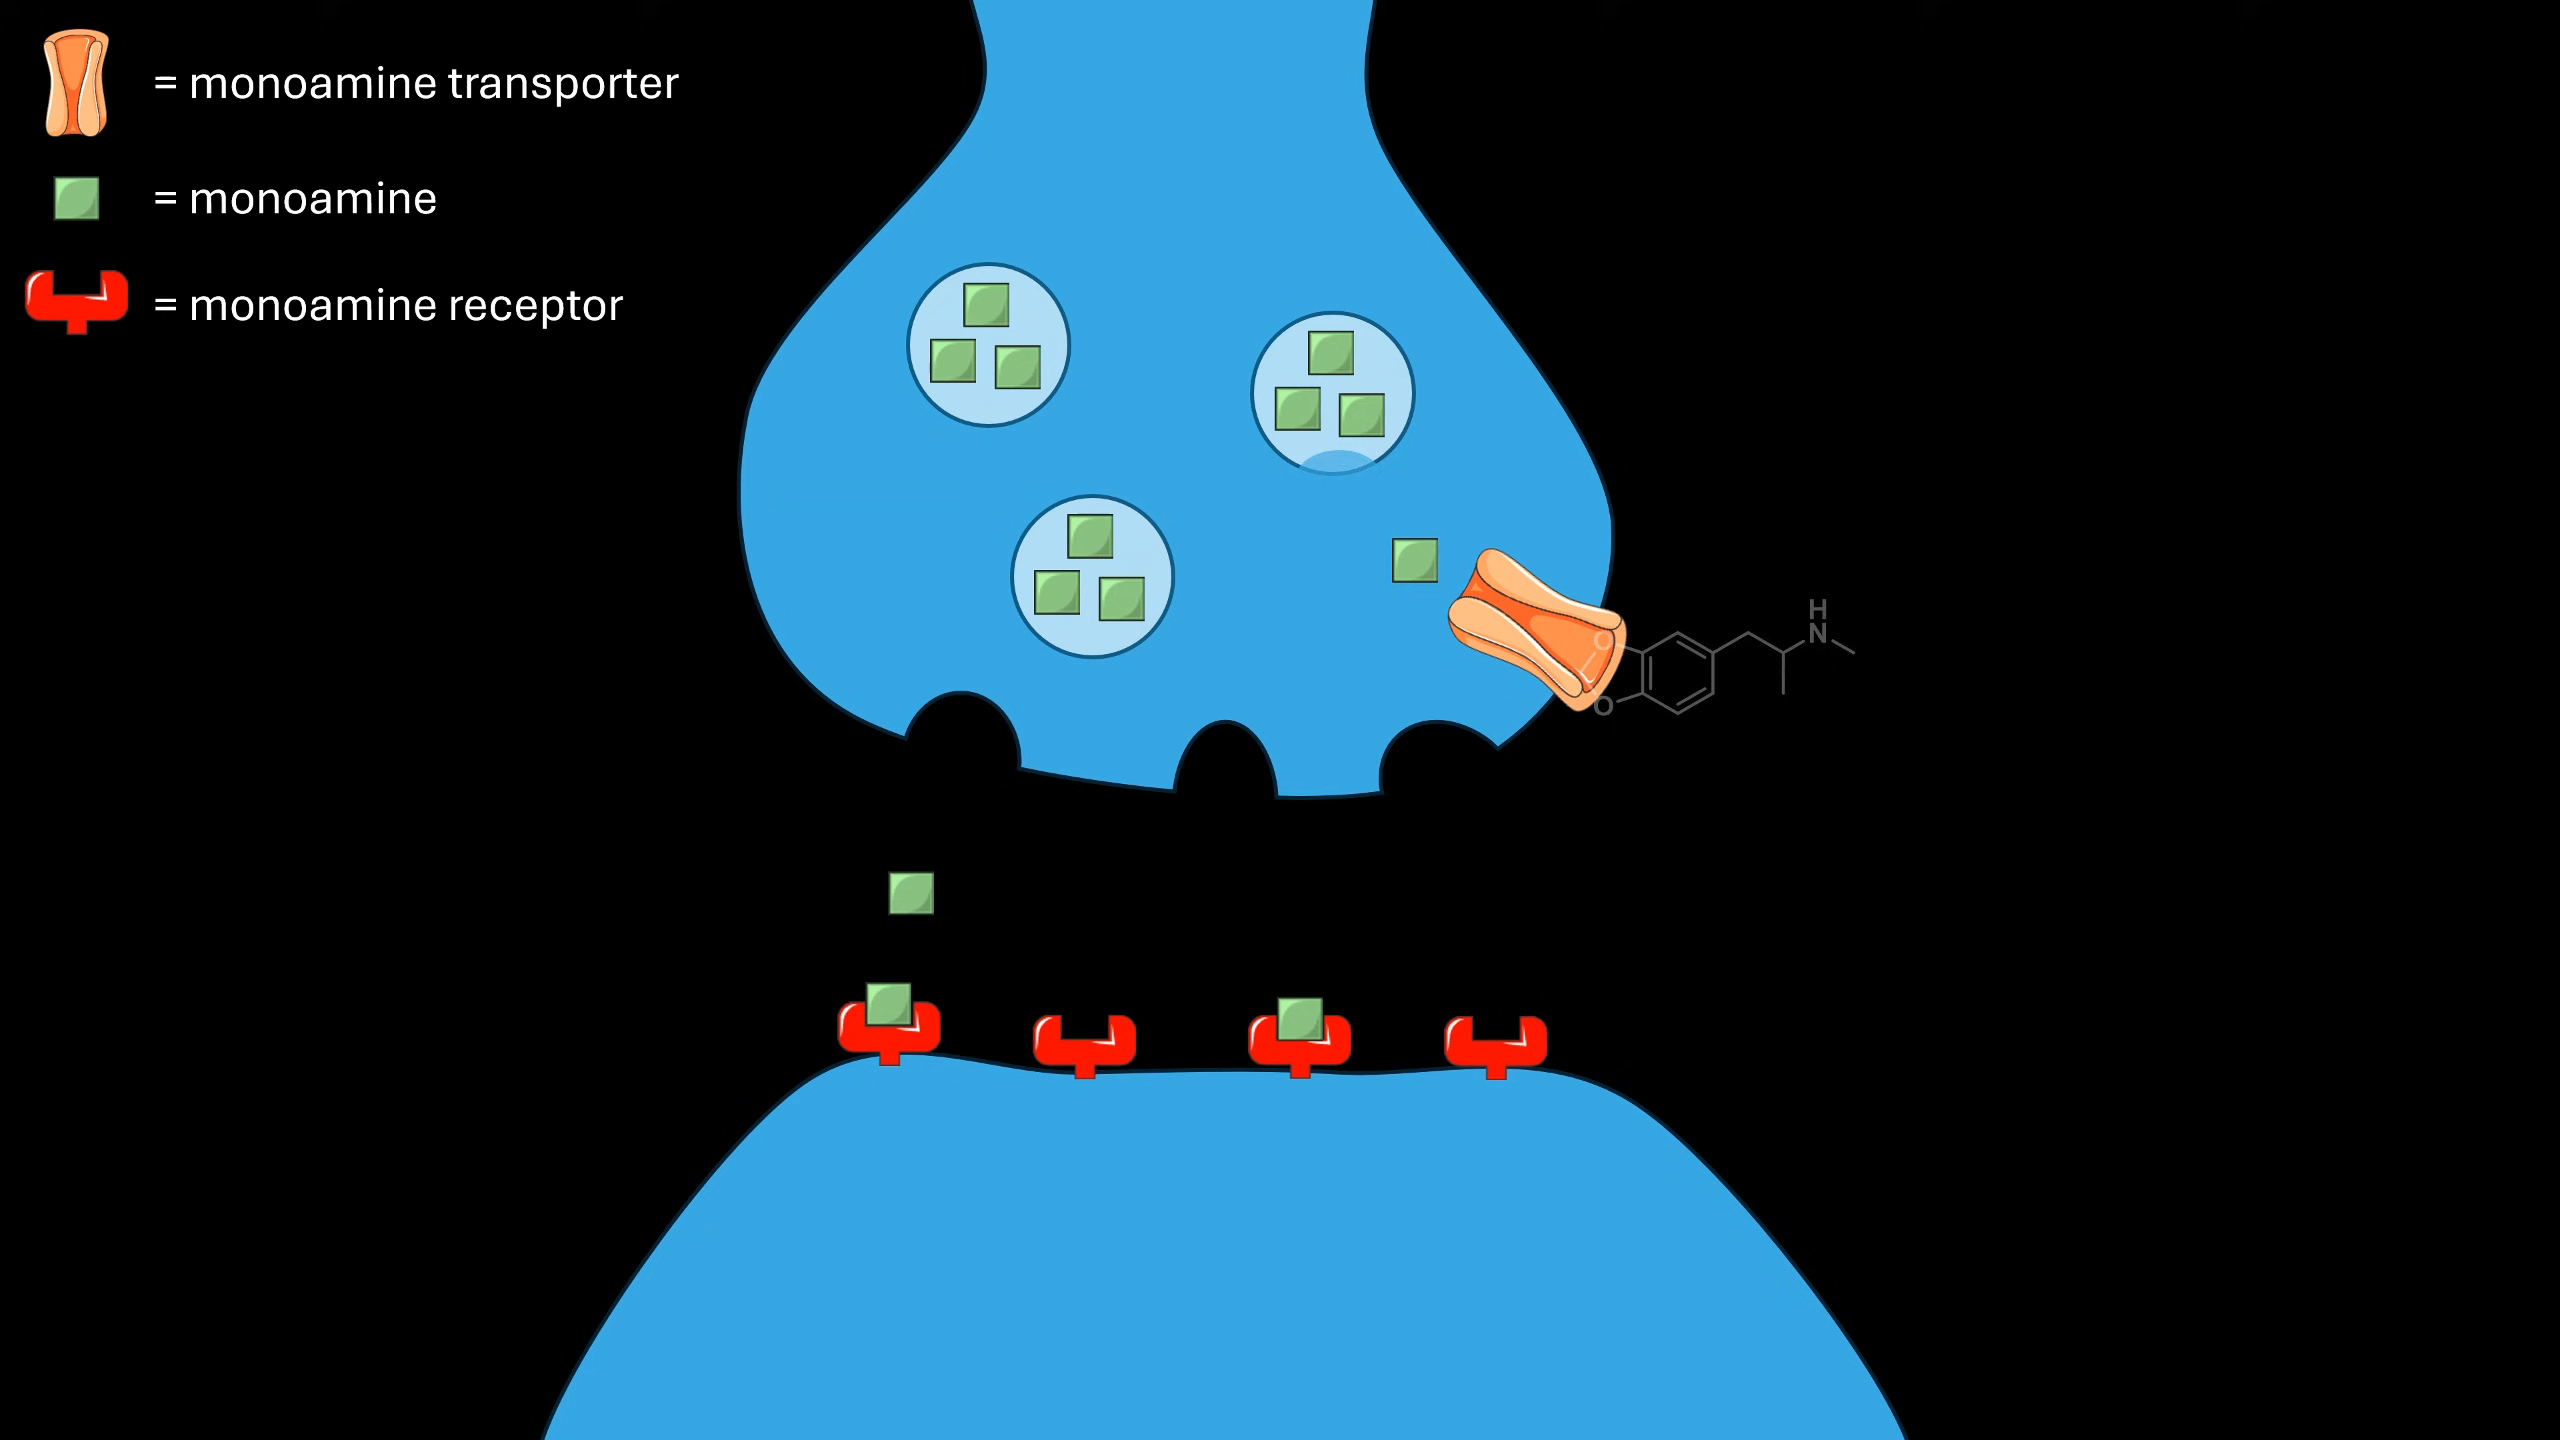 = monoamine transporter
= monoamine
= monoamine receptor
H
N
O
O